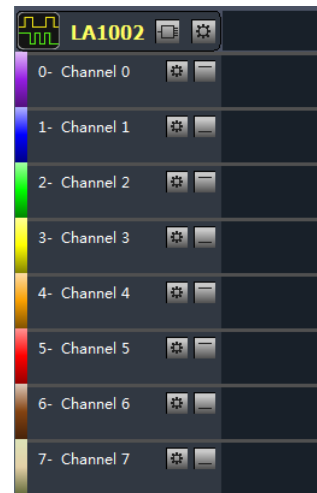 LA1002
0- Channel 0
1- Channel 1
2- Channel 2
3- Channel 3
4- Channel 4
5- Channel 5
6- Channel 6
7- Channel 7